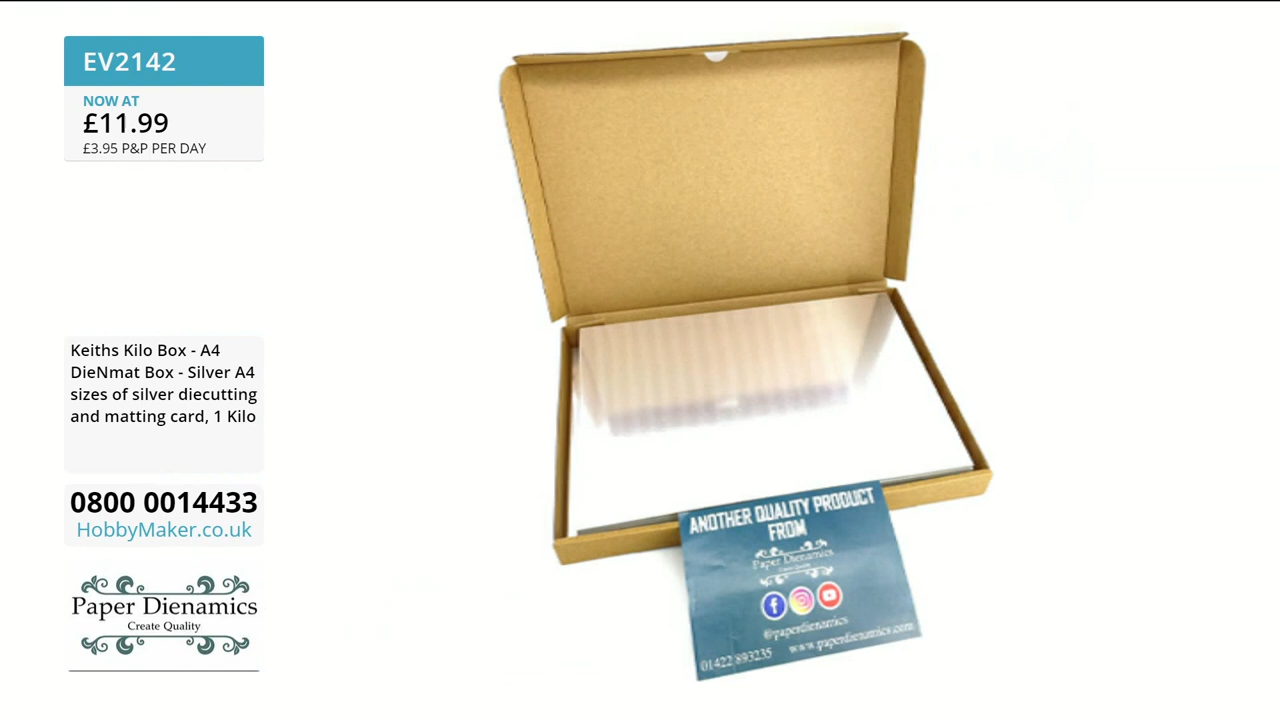 EV2142
NOW AT
£11.99
£3.95 P&P PER DAY
Keiths Kilo Box - A4
DieNmat Box - Silver A4
sizes of silver diecutting
and matting card, 1 Kilo
0800 0014433
HobbyMaker.co.uk
Paper Dienamics
Create Quality
ANOTHER QUALITY PRODUCT
FROM
Paper Dienamics
Create Quality
@paperdienamics
01422 893235 www.paperdienamics.com